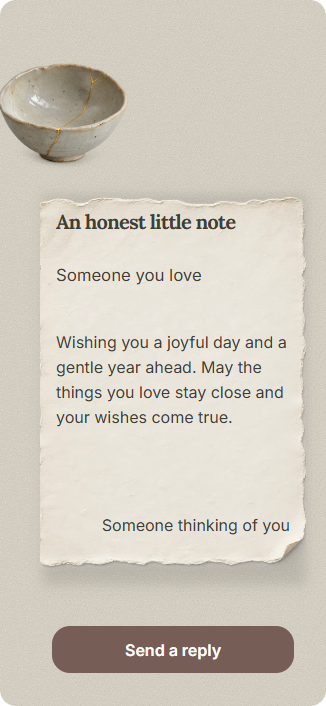 An honest little note
Someone you love
Wishing you a joyful day and a
gentle year ahead. May the
things you love stay close and
your wishes come true.
Someone thinking of you
Send a reply